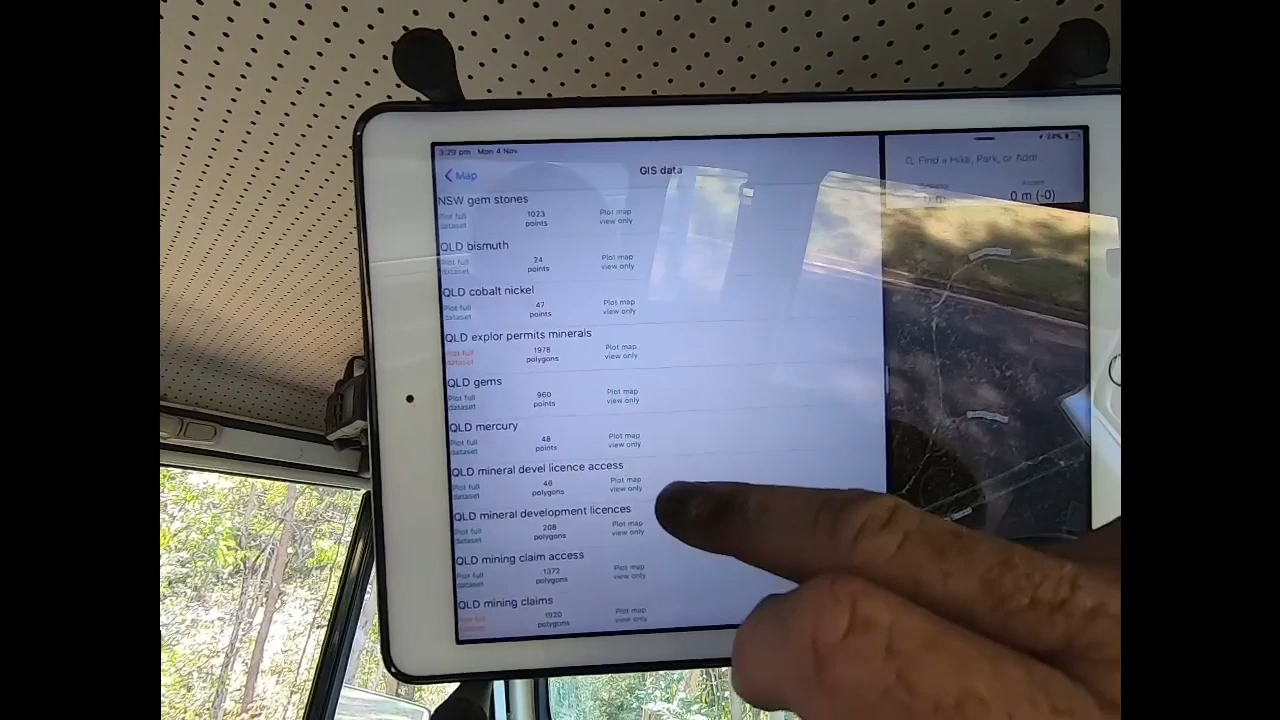 3:29 pm Mon 4 Nov
24%
Map
GIS data
Find a Hike, Park, or Addr
0 m (-0)
NSW gem stones
Plot full dataset 1023 points Plot map view only
QLD bismuth
Plot full dataset 24 points Plot map view only
QLD cobalt nickel
Plot full dataset 47 points Plot map view only
QLD explor permits minerals
Plot full dataset 1978 polygons Plot map view only
QLD gems
Plot full dataset 960 points Plot map view only
QLD mercury
Plot full dataset 48 points Plot map view only
QLD mineral devel licence access
Plot full dataset 46 polygons Plot map view only
QLD mineral development licences
Plot full dataset 208 polygons Plot map view only
QLD mining claim access
Plot full dataset 1372 polygons Plot map view only
QLD mining claims
Plot full 1920 polygons Plot map view only